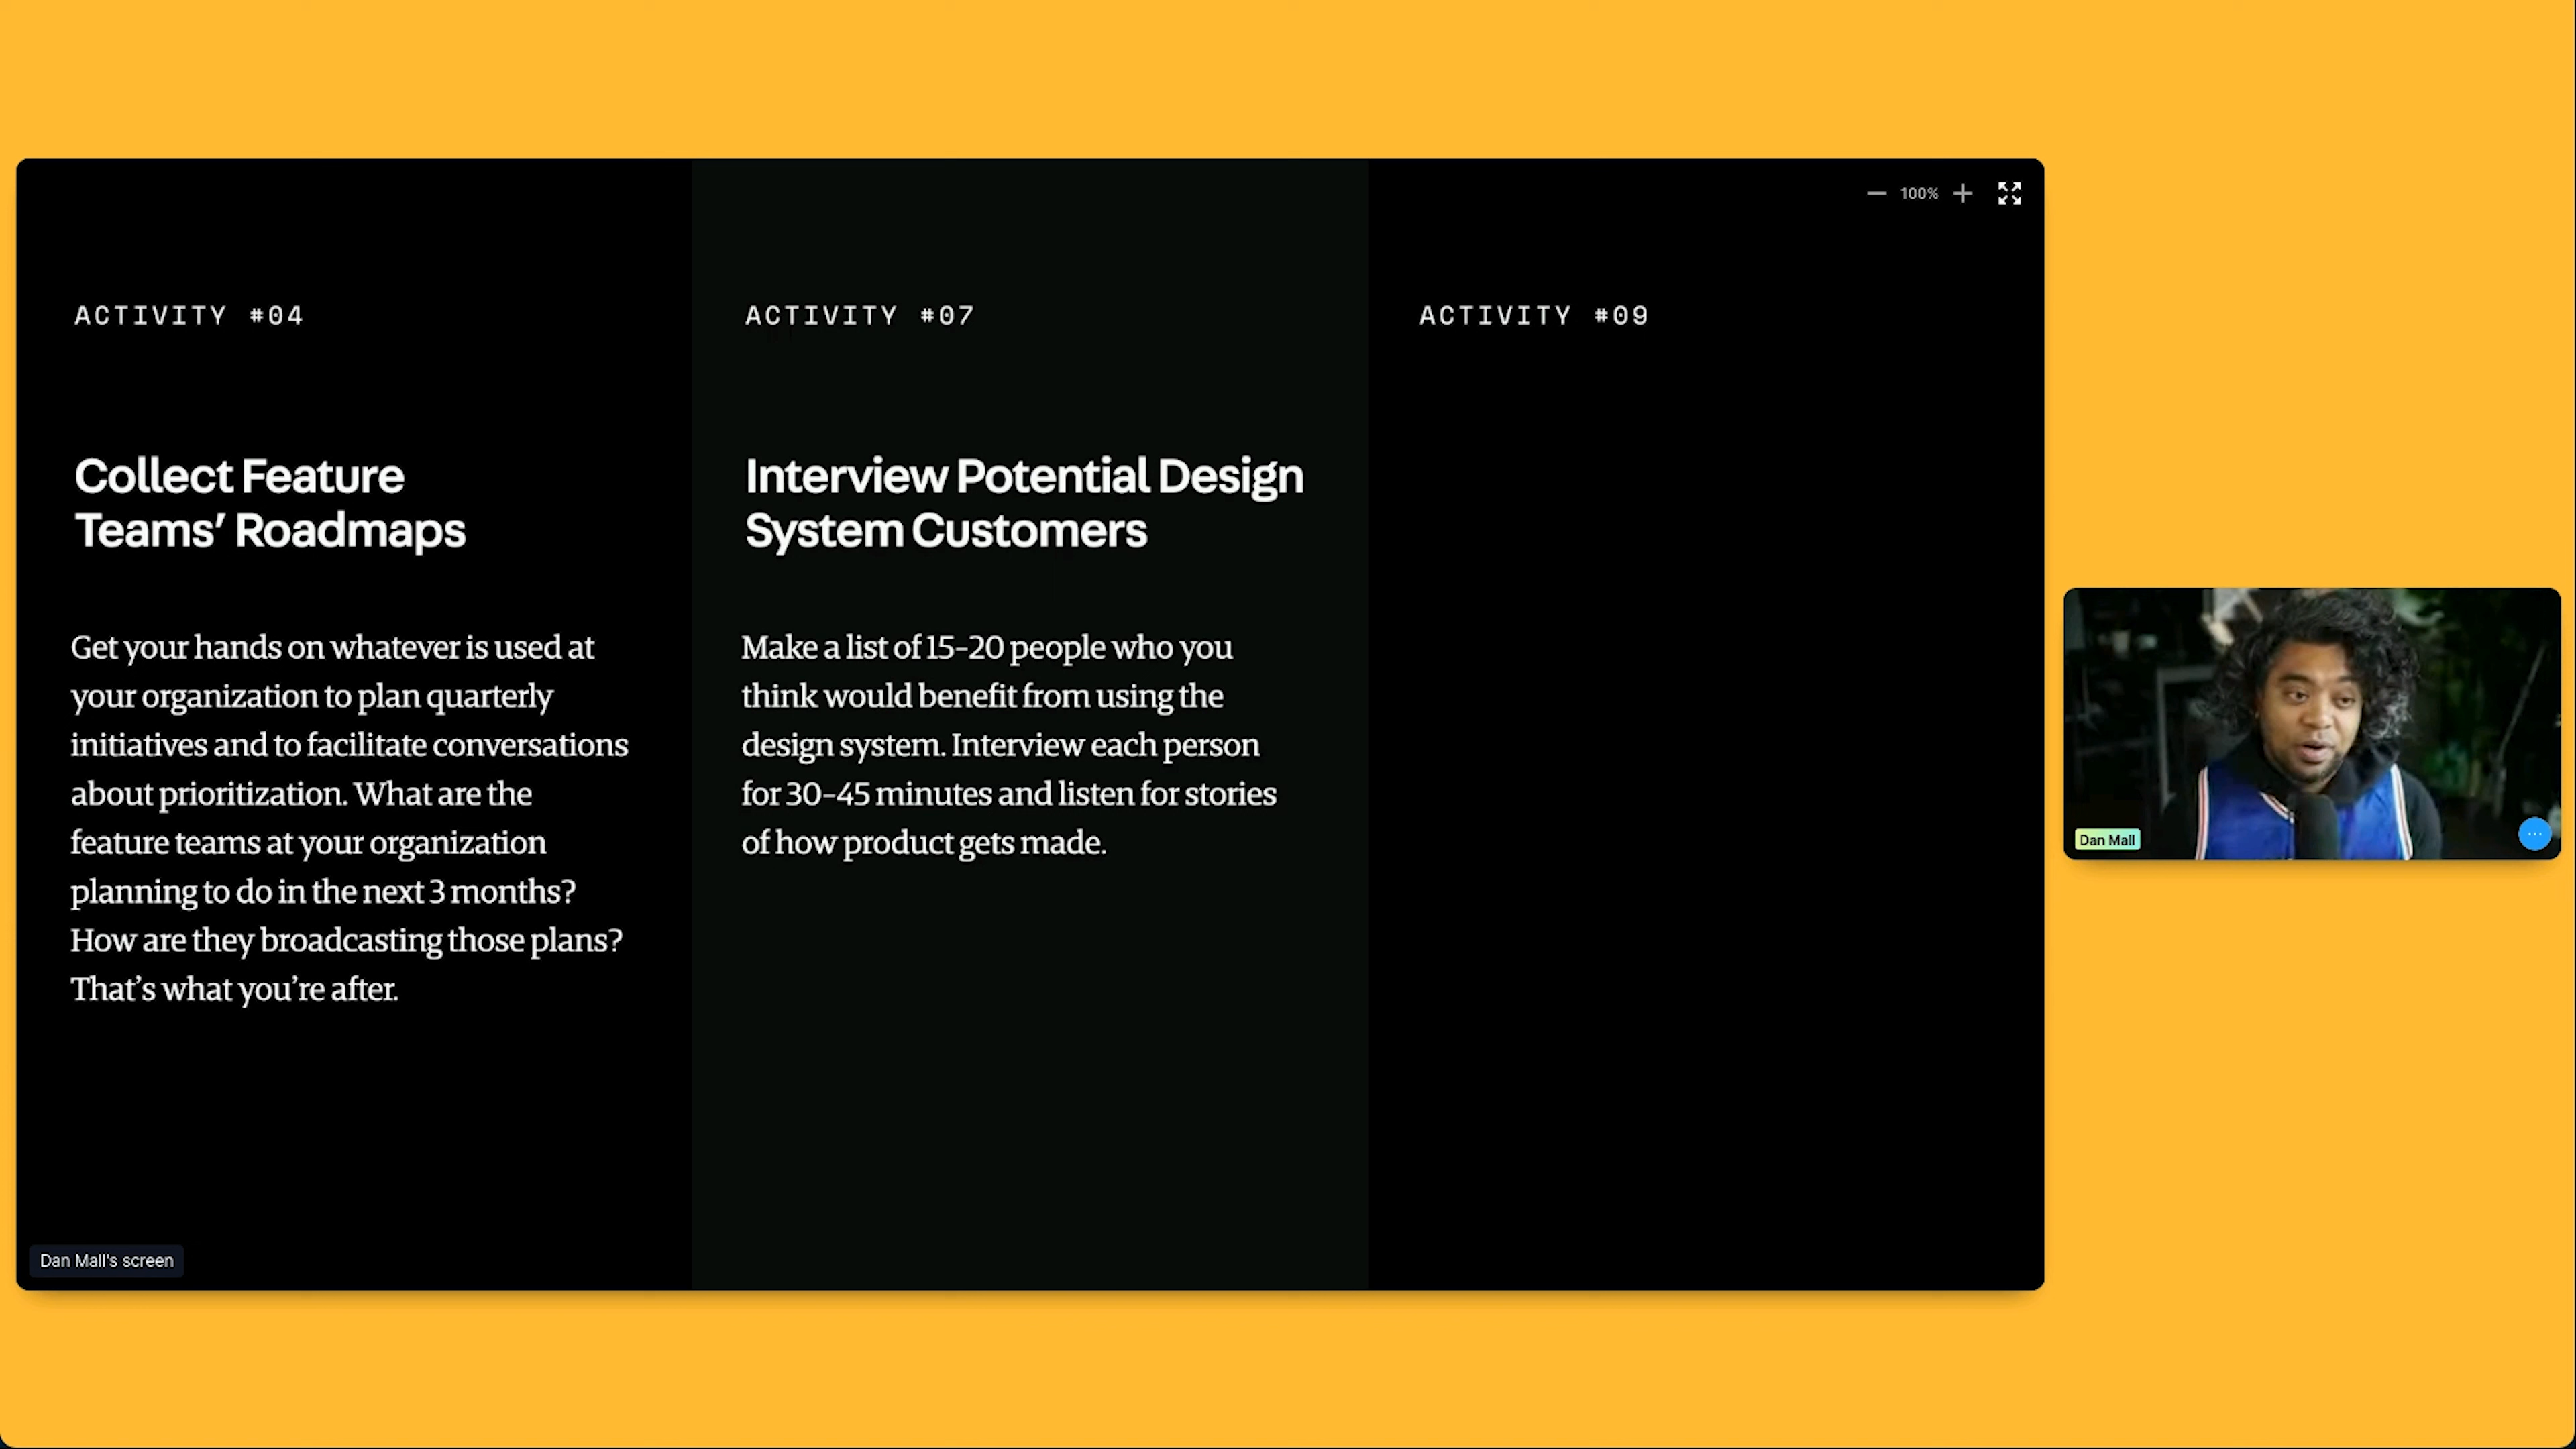 100%
ACTIVITY #04
Collect Feature
Teams’ Roadmaps
Get your hands on whatever is used at
your organization to plan quarterly
initiatives and to facilitate conversations
about prioritization. What are the
feature teams at your organization
planning to do in the next 3 months?
How are they broadcasting those plans?
That’s what you’re after.
ACTIVITY #07
Interview Potential Design
System Customers
Make a list of 15–20 people who you
think would benefit from using the
design system. Interview each person
for 30–45 minutes and listen for stories
of how product gets made.
ACTIVITY #09
Dan Mall's screen
Dan Mall